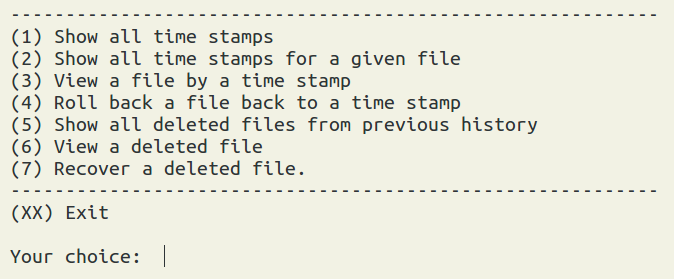 -----------------------------------------------------------
(1) Show all time stamps
(2) Show all time stamps for a given file
(3) View a file by a time stamp
(4) Roll back a file back to a time stamp
(5) Show all deleted files from previous history
(6) View a deleted file
(7) Recover a deleted file.
-----------------------------------------------------------
(XX) Exit
Your choice: